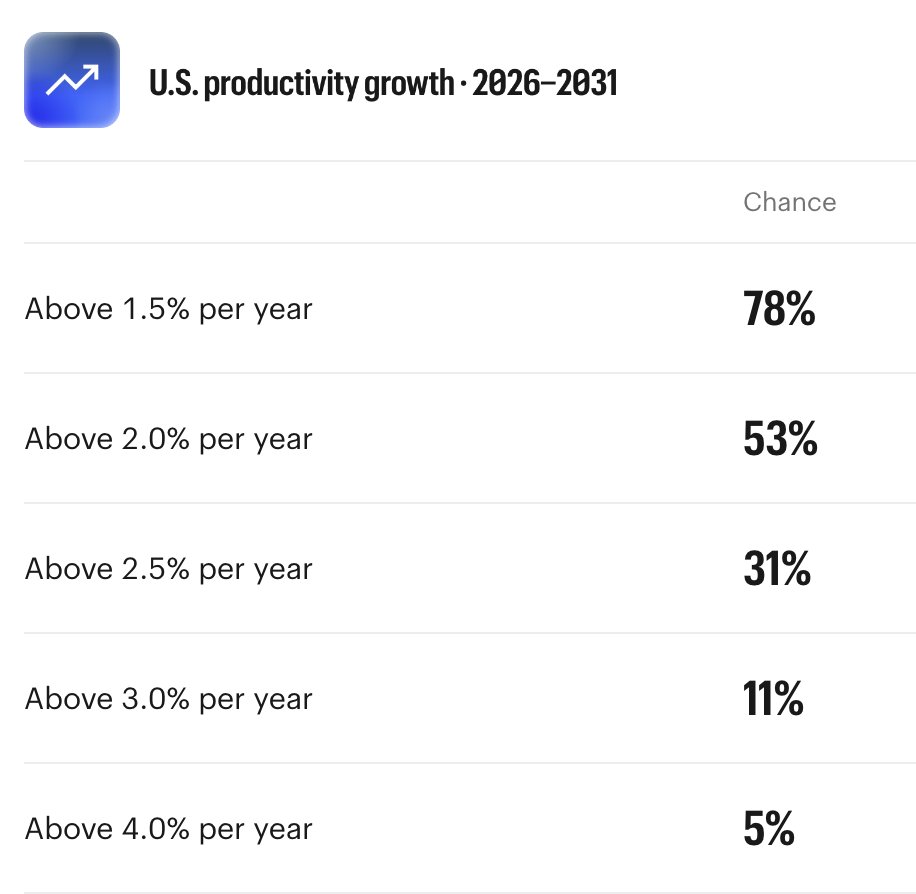 U.S. productivity growth · 2026–2031
Chance
Above 1.5% per year 78%
Above 2.0% per year 53%
Above 2.5% per year 31%
Above 3.0% per year 11%
Above 4.0% per year 5%